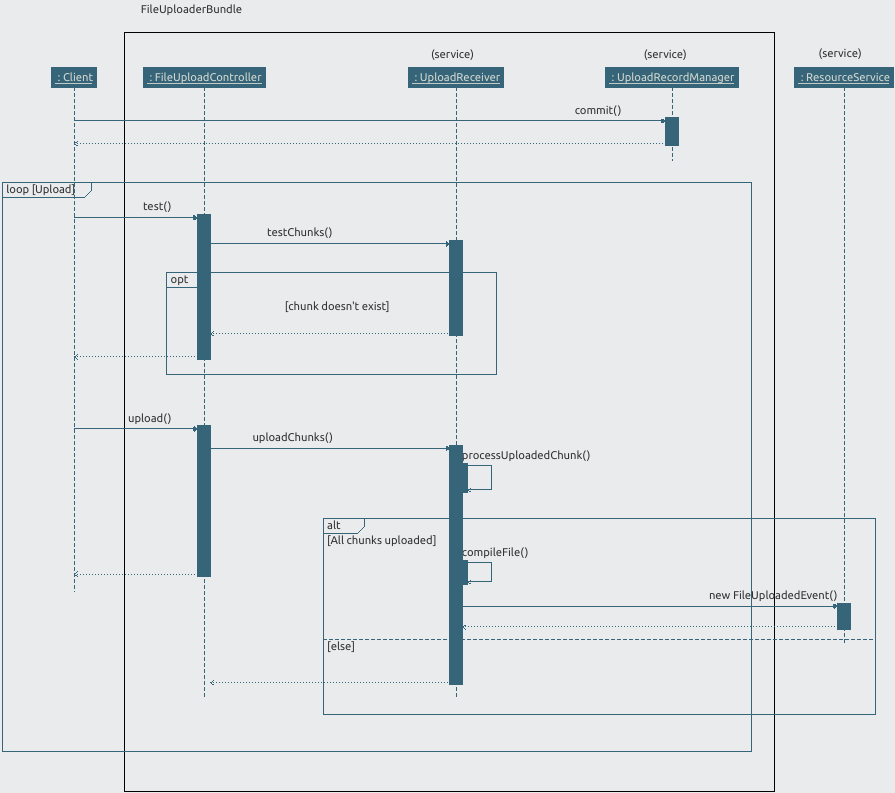 FileUploaderBundle
(service)
(service)
(service)
: Client
: FileUploadController
: UploadReceiver
: UploadRecordManager
: ResourceService
commit()
loop [Upload]
test()
testChunks()
opt
[chunk doesn't exist]
upload()
uploadChunks()
processUploadedChunk()
alt
[All chunks uploaded]
compileFile()
new FileUploadedEvent()
[else]